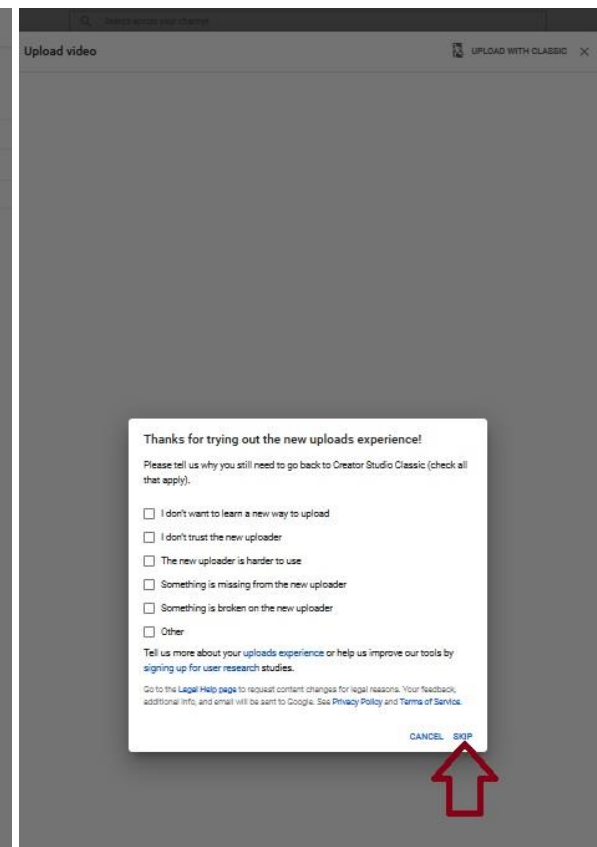 Search across your channel
Upload video
UPLOAD WITH CLASSIC
Thanks for trying out the new uploads experience!
Please tell us why you still need to go back to Creator Studio Classic (check all
that apply).
I don't want to learn a new way to upload
I don't trust the new uploader
The new uploader is harder to use
Something is missing from the new uploader
Something is broken on the new uploader
Other
Tell us more about your uploads experience or help us improve our tools by
signing up for user research studies.
Go to the Legal Help page to request content changes for legal reasons. Your feedback,
additional info, and email will be sent to Google. See Privacy Policy and Terms of Service.
CANCEL SKIP